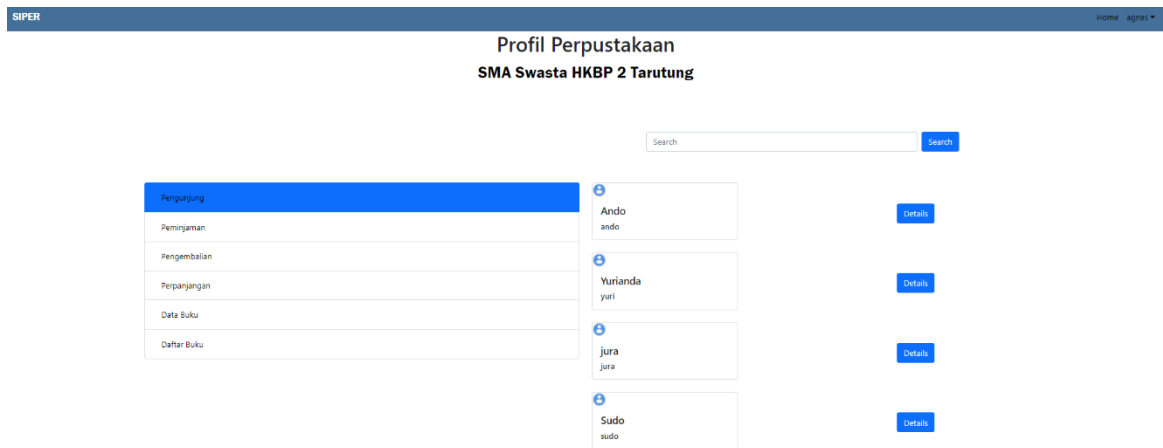 SIPER
Home agnes
Profil Perpustakaan
SMA Swasta HKBP 2 Tarutung
Search
Search
Pengunjung
Peminjaman
Pengembalian
Perpanjangan
Data Buku
Daftar Buku
Ando
ando
Details
Yurianda
yuri
Details
jura
jura
Details
Sudo
sudo
Details